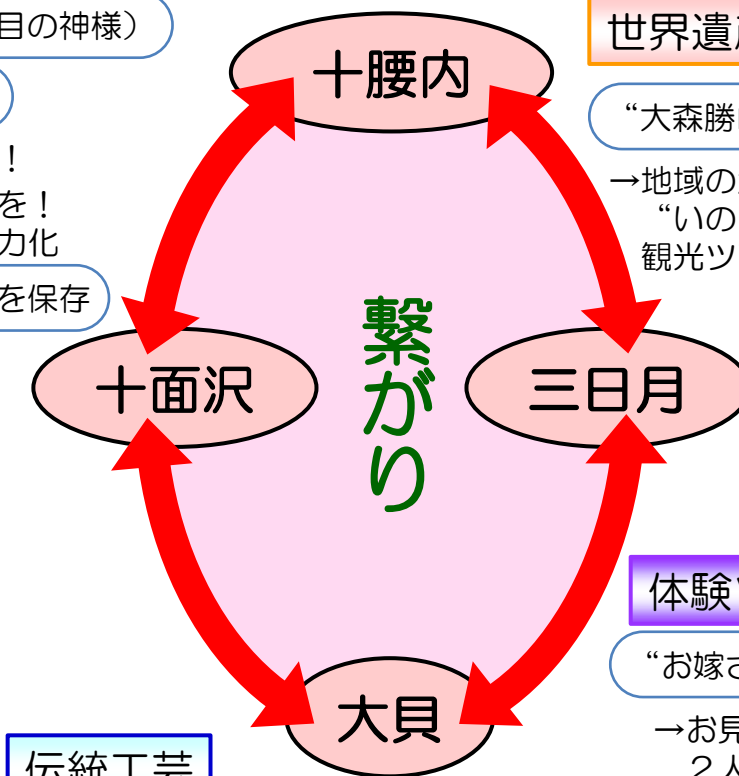 目の神様）
十腰内
世界遺
“大森勝
！
を！
力化
→地域の
“いの
観光ツ
を保存
繋がり
十面沢
三日月
体験
“お嫁さ
大貝
→お見
２人
伝統工芸